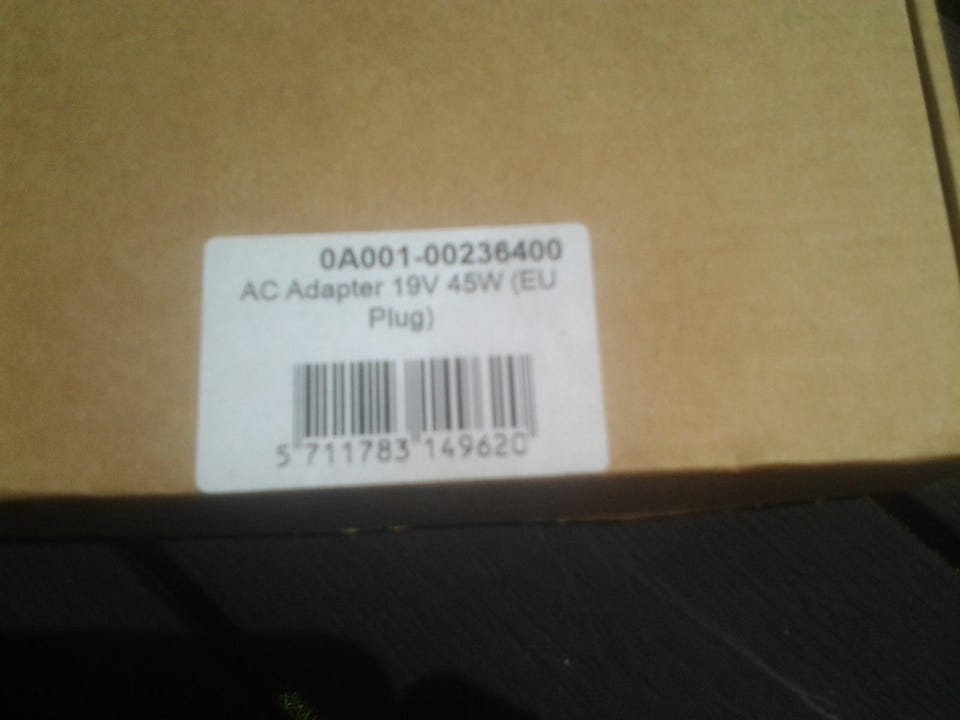 0A001-00236400
AC Adapter 19V 45W (EU
Plug)
5 711783 149620